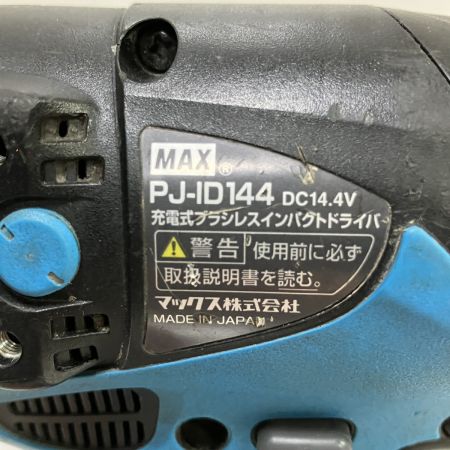 MAX®
PJ-ID144 DC14.4V
充電式ブラシレスインパクトドライバ
警告 使用前に必ず
取扱説明書を読む。
マックス株式会社
MADE IN JAPAN